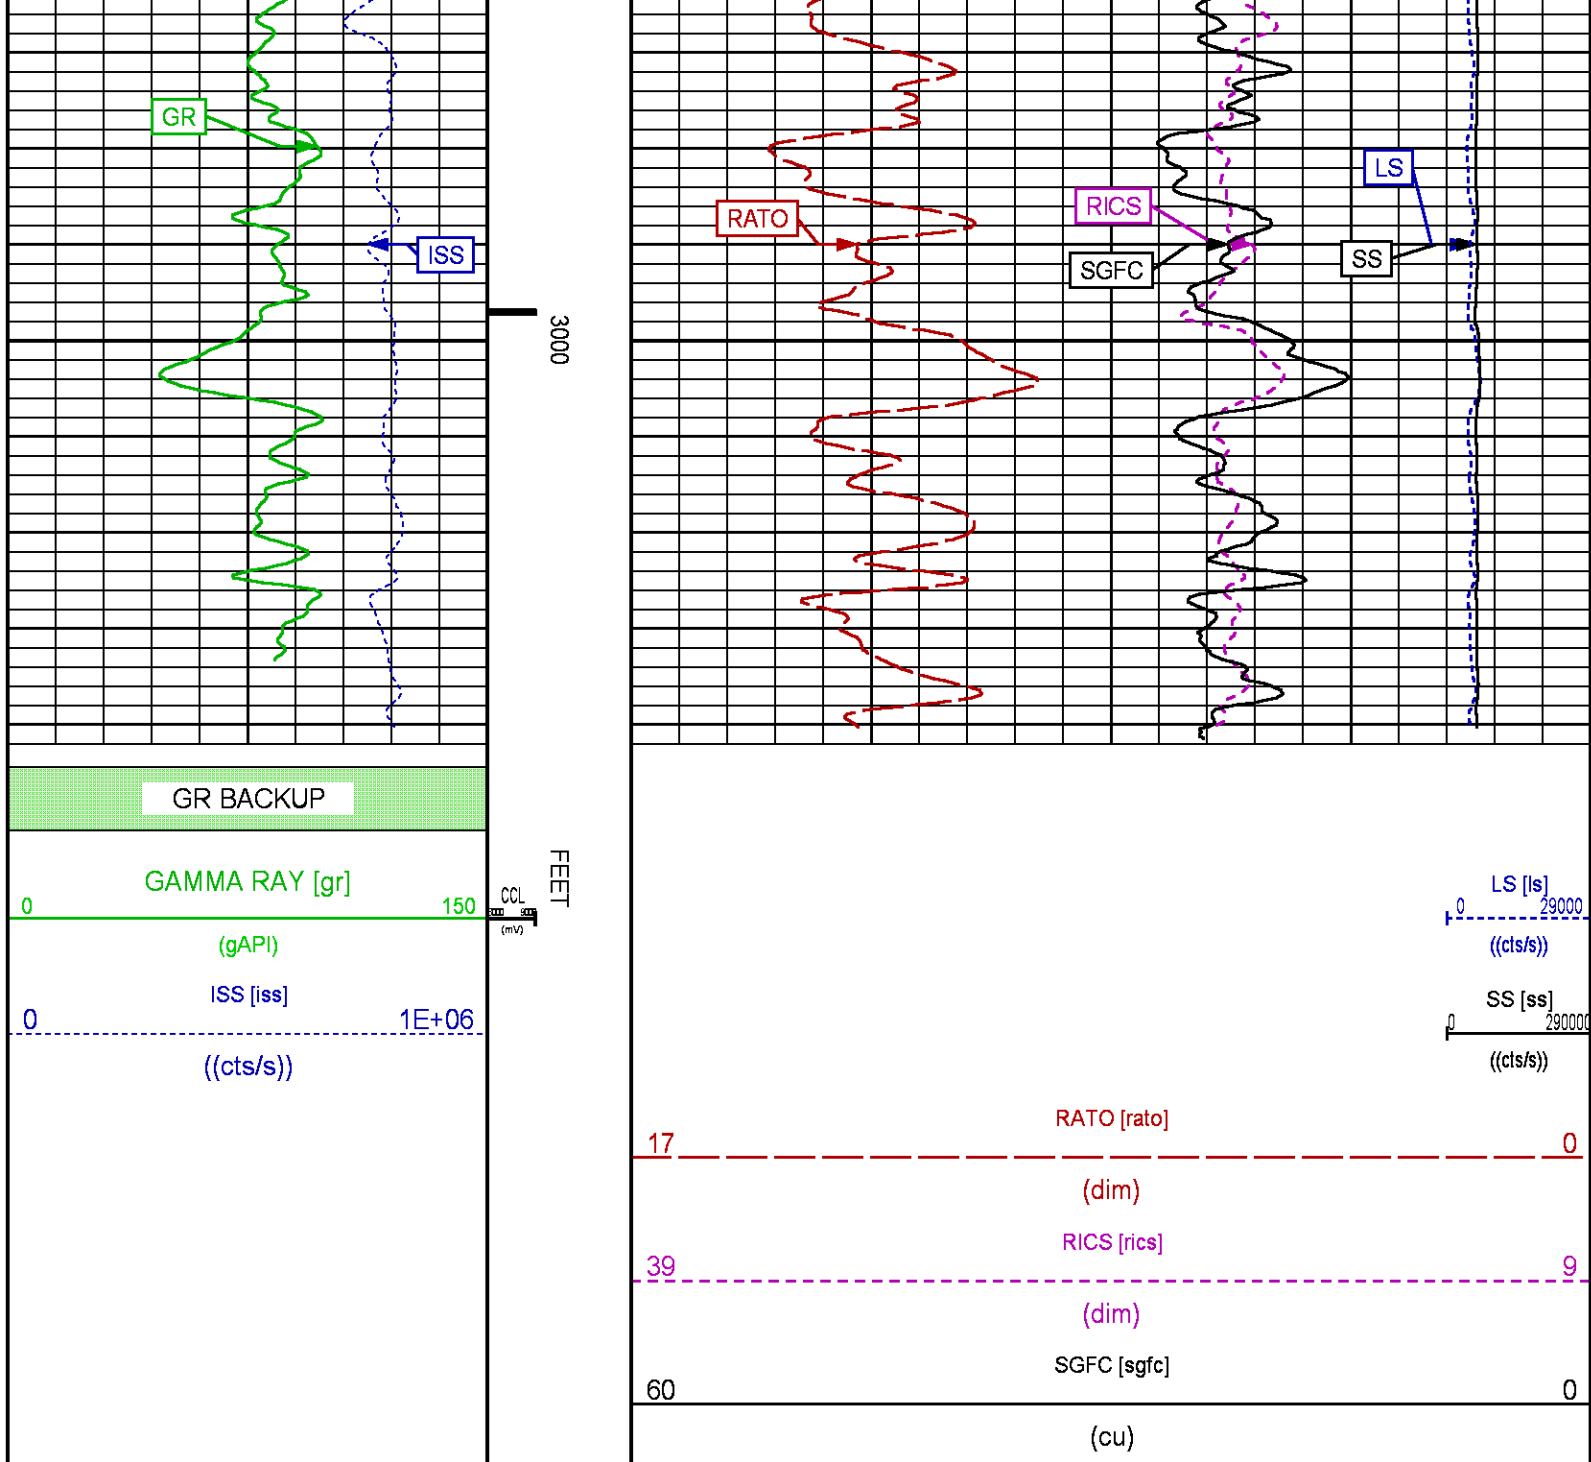 GR
LS
RICS
RATO
ISS
SGFC
SS
3000
GR BACKUP
FEET
GAMMA RAY [gr]
0 150
(gAPI)
CCL
(mV)
LS [ls]
0 29000
((cts/s))
ISS [iss]
0 1E+06
((cts/s))
SS [ss]
0 290000
((cts/s))
RATO [rato]
17 0
(dim)
RICS [rics]
39 9
(dim)
SGFC [sgfc]
60 0
(cu)